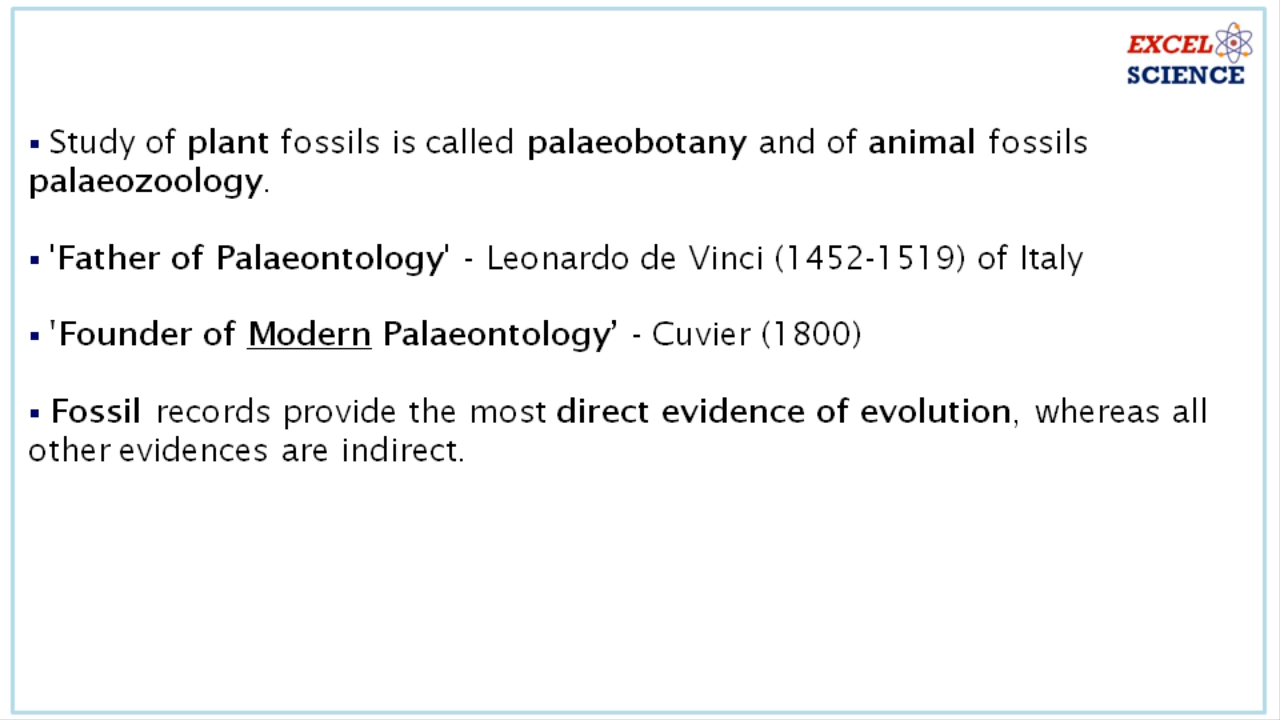 EXCEL
SCIENCE
▪ Study of plant fossils is called palaeobotany and of animal fossils
palaeozoology.
▪ 'Father of Palaeontology' - Leonardo de Vinci (1452-1519) of Italy
▪ 'Founder of Modern Palaeontology’ - Cuvier (1800)
▪ Fossil records provide the most direct evidence of evolution, whereas all
other evidences are indirect.